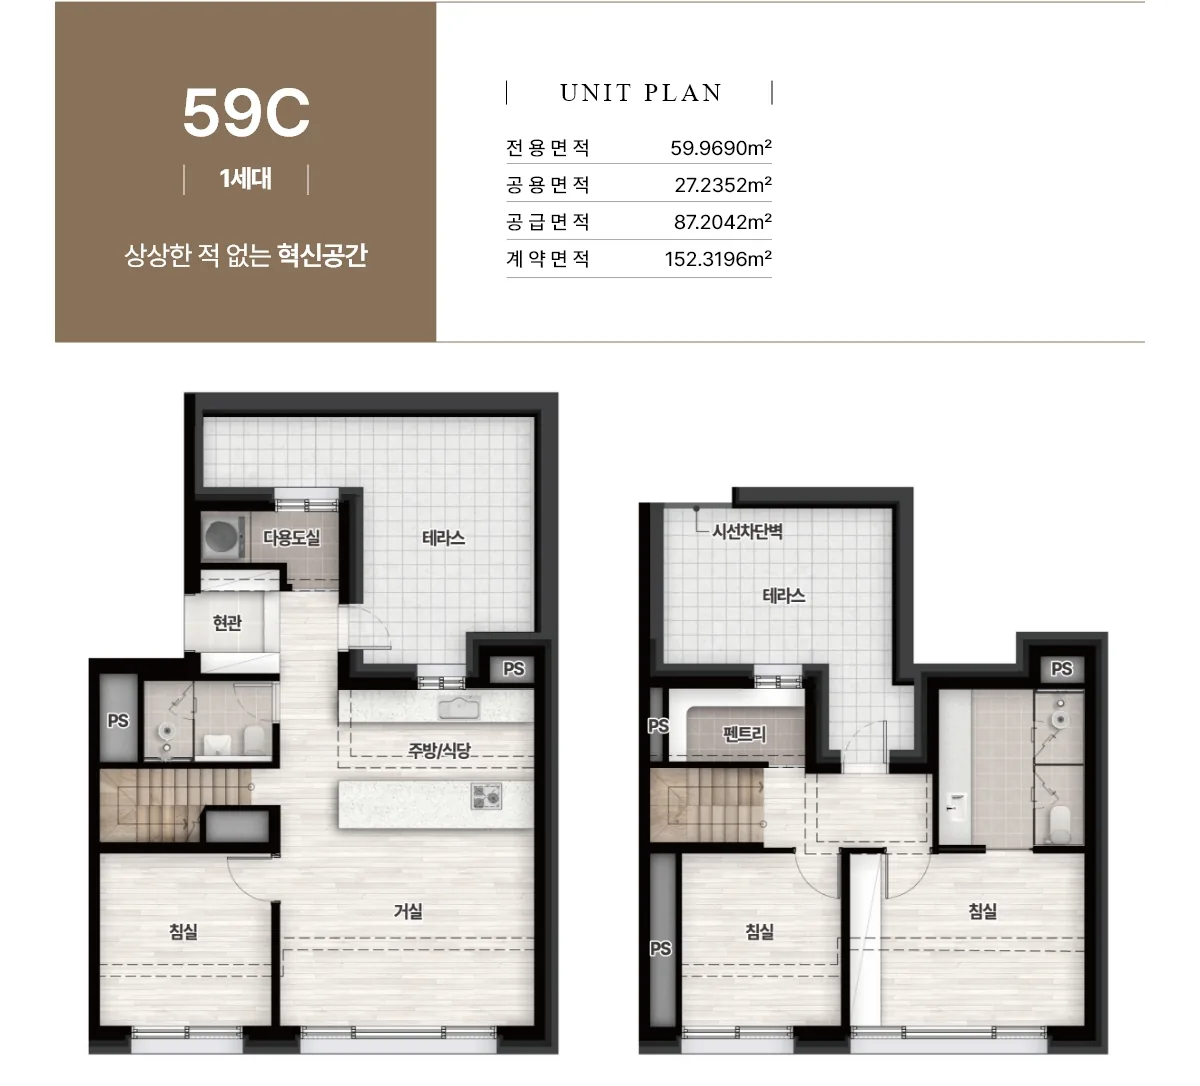 59C
1세대
상상한 적 없는 혁신공간
UNIT PLAN
전용면적 59.9690m²
공용면적 27.2352m²
공급면적 87.2042m²
계약면적 152.3196m²
다용도실
테라스
현관
PS
PS
주방/식당
침실
거실
시선차단벽
테라스
PS
PS
펜트리
침실
침실
PS